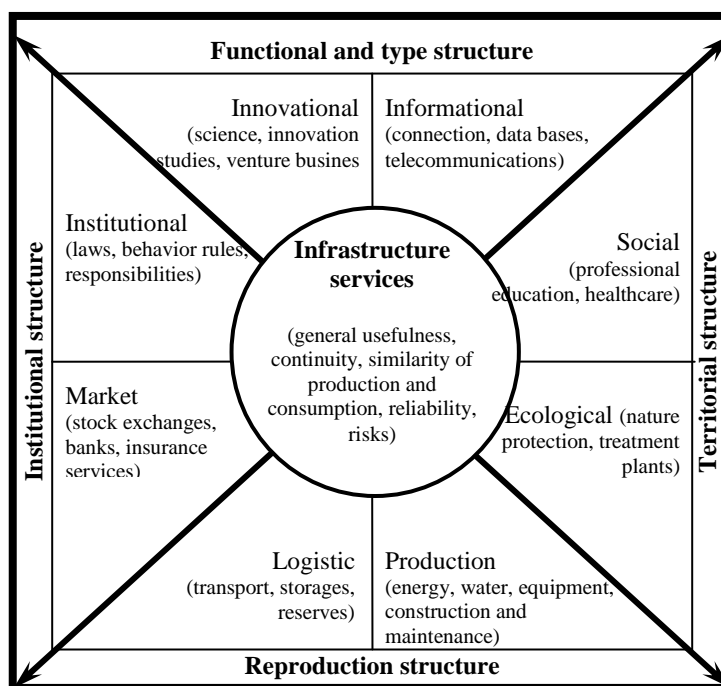 Functional and type structure
Innovational
(science, innovation
studies, venture busines
Informational
(connection, data bases,
telecommunications)
Institutional
(laws, behavior rules,
responsibilities)
Infrastructure
services
(general usefulness,
continuity, similarity of
production and
consumption, reliability,
risks)
Social
(professional
education, healthcare)
Institutional structure
Territorial structure
Market
(stock exchanges,
banks, insurance
services)
Ecological (nature
protection, treatment
plants)
Logistic
(transport, storages,
reserves)
Production
(energy, water, equipment,
construction and
maintenance)
Reproduction structure